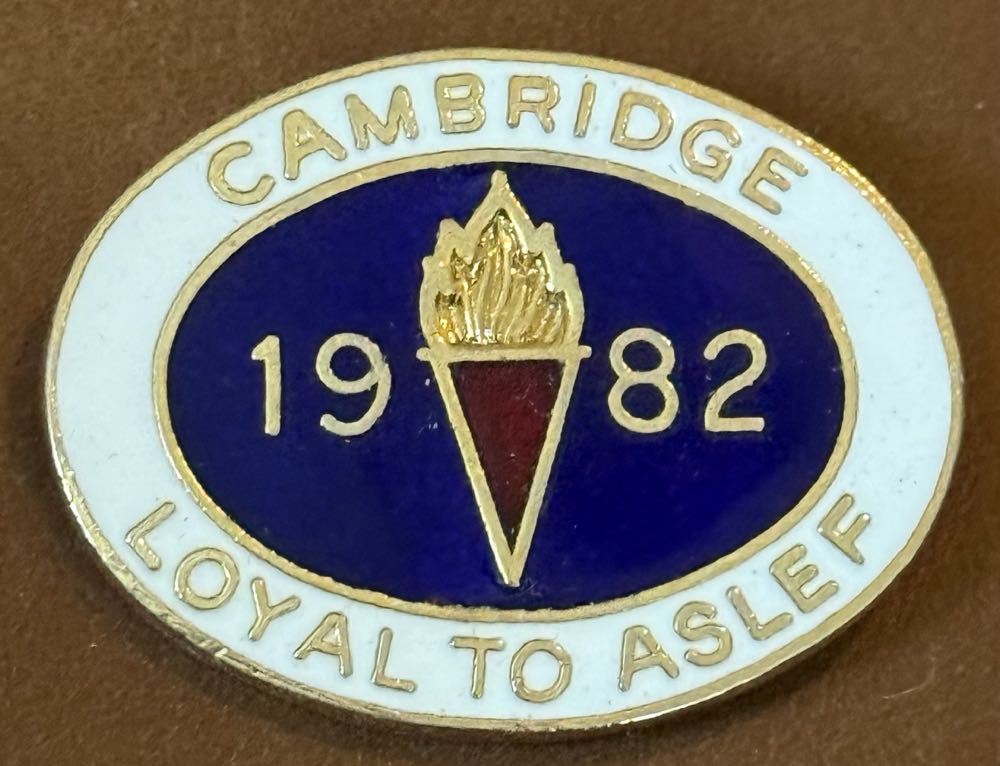 CAMBRIDGE
1982
LOYAL TO ASLEF